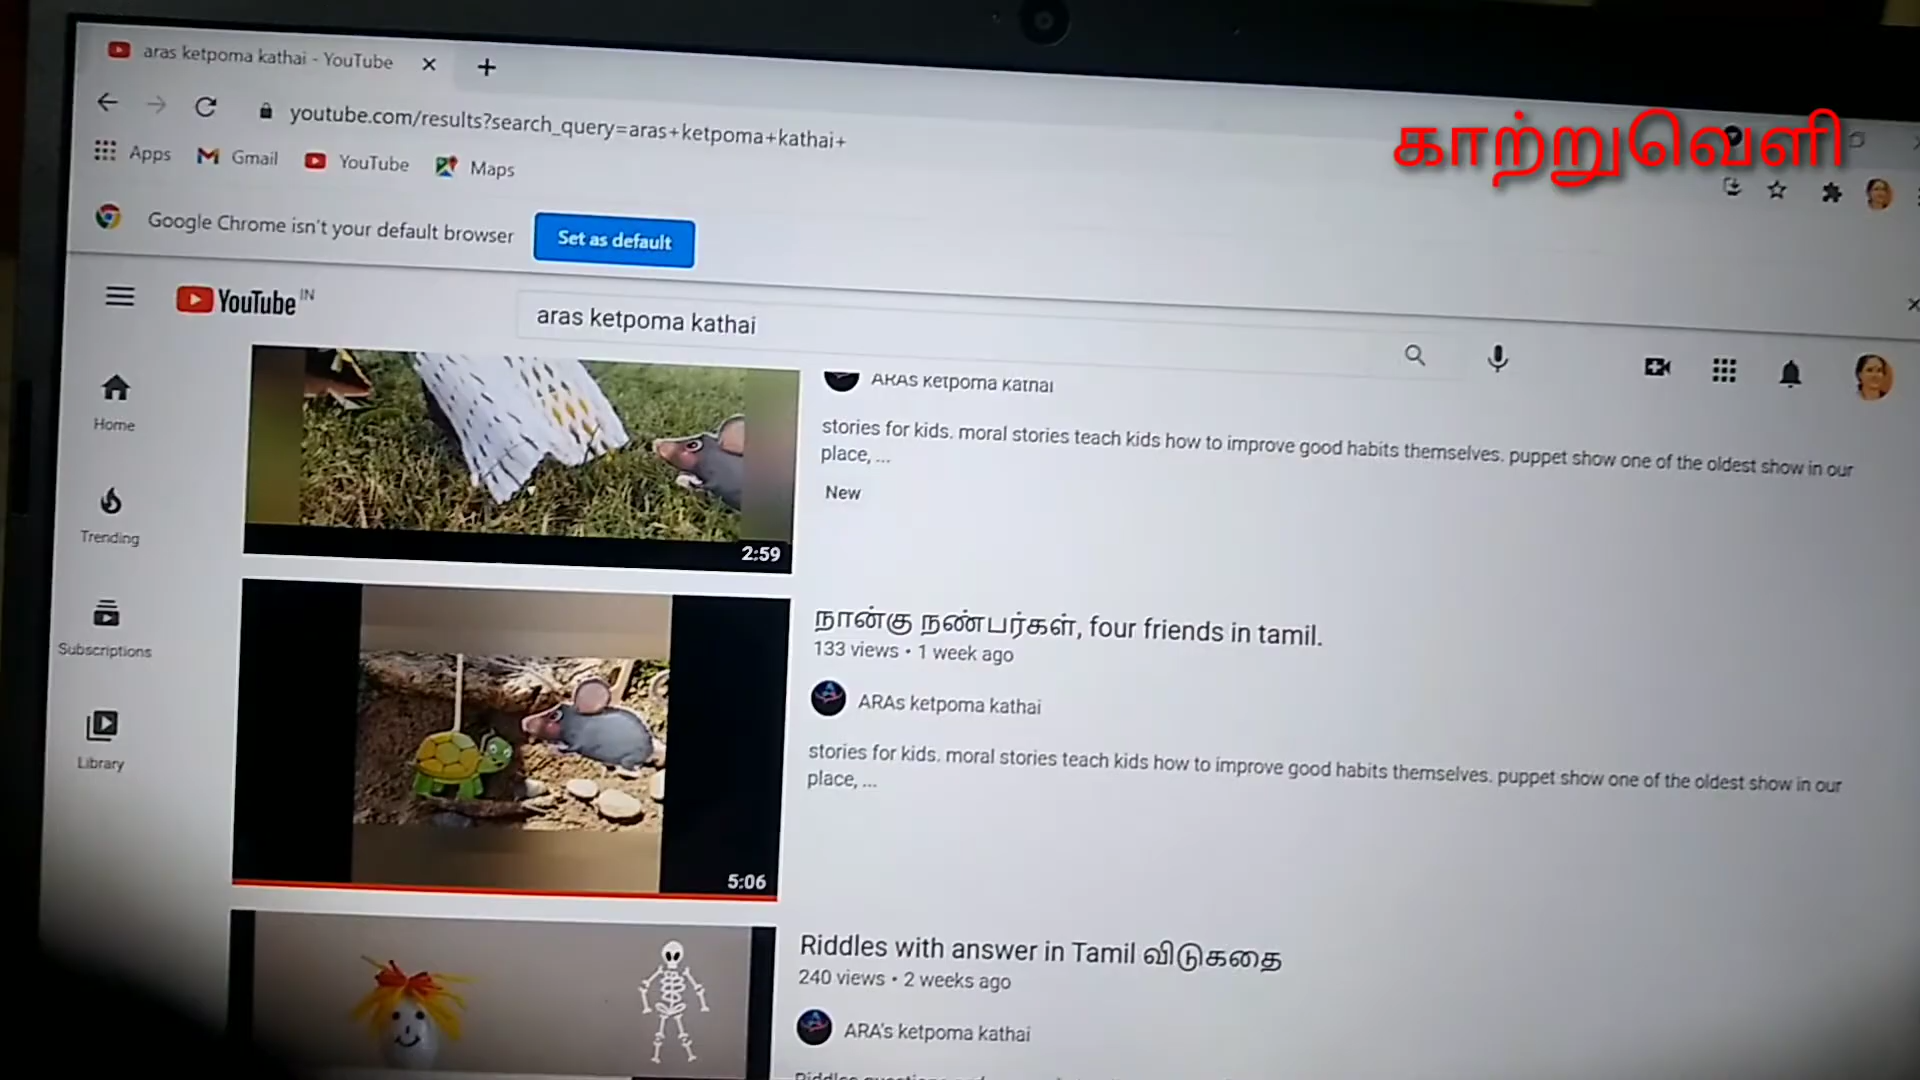 aras ketpoma kathai - YouTube
youtube.com/results?search_query=aras+ketpoma+kathai+
காற்றுவெளி
Apps Gmail YouTube Maps
Google Chrome isn't your default browser Set as default
YouTube IN
aras ketpoma kathai
Home
Trending
Subscriptions
Library
ARAs ketpoma kathai
stories for kids. moral stories teach kids how to improve good habits themselves. puppet show one of the oldest show in our
place, ...
New
2:59
நான்கு நண்பர்கள், four friends in tamil.
133 views • 1 week ago
ARAs ketpoma kathai
stories for kids. moral stories teach kids how to improve good habits themselves. puppet show one of the oldest show in our
place, ...
5:06
Riddles with answer in Tamil விடுகதை
240 views • 2 weeks ago
ARA's ketpoma kathai